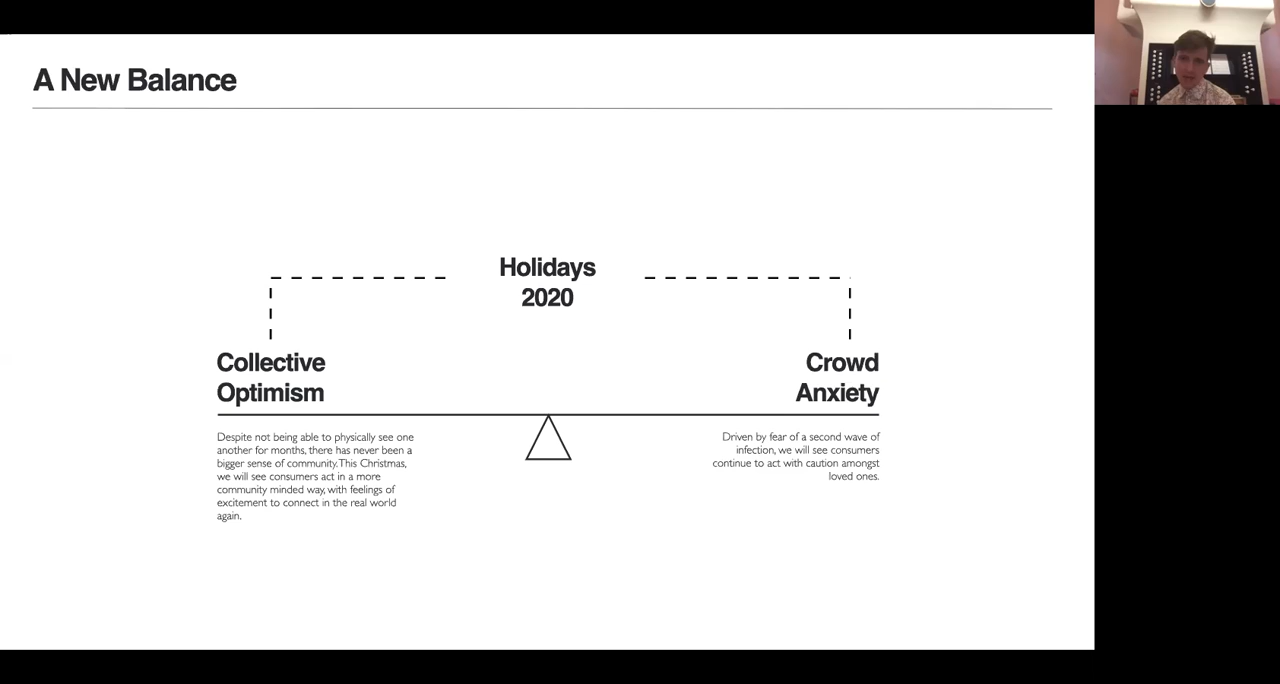 A New Balance
Holidays
2020
Collective
Optimism
Despite not being able to physically see one
another for months, there has never been a
bigger sense of community. This Christmas,
we will see consumers act in a more
community minded way, with feelings of
excitement to connect in the real world
again.
Crowd
Anxiety
Driven by fear of a second wave of
infection, we will see consumers
continue to act with caution amongst
loved ones.